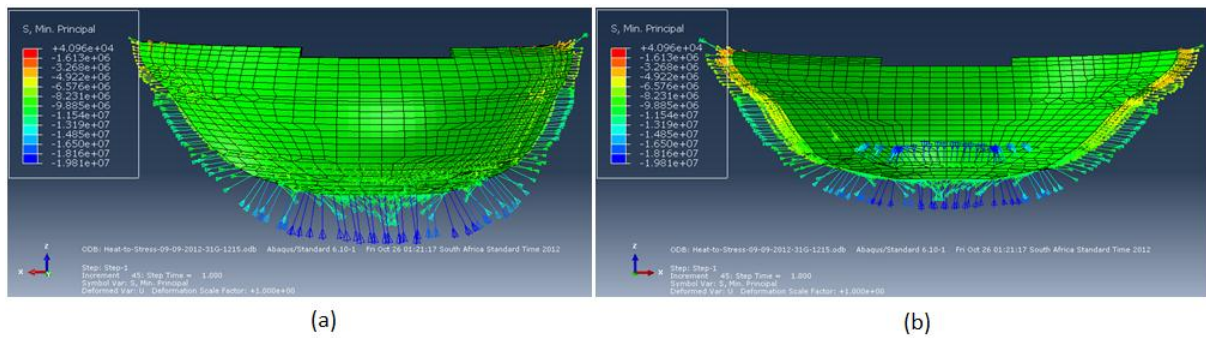 S, Min. Principal
+4.096e+04
-1.613e+06
-3.268e+06
-4.922e+06
-6.577e+06
-8.231e+06
-9.885e+06
-1.154e+07
-1.319e+07
-1.485e+07
-1.650e+07
-1.816e+07
-1.981e+07
z
x
Y
ODB: Heat-to-Stress-09-09-2012-31G-1215.odb Abaqus/Standard 6.10-1 Fri Oct 26 01:21:17 South Africa Standard Time 2012
Step: Step-1
Increment 45: Step Time = 1.000
Symbol Var: S, Min. Principal
Deformed Var: U Deformation Scale Factor: +1.000e+00
(a)
S, Min. Principal
+4.096e+04
-1.613e+06
-3.268e+06
-4.922e+06
-6.577e+06
-8.231e+06
-9.885e+06
-1.154e+07
-1.319e+07
-1.485e+07
-1.650e+07
-1.816e+07
-1.981e+07
z
x
ODB: Heat-to-Stress-09-09-2012-31G-1215.odb Abaqus/Standard 6.10-1 Fri Oct 26 01:21:17 South Africa Standard Time 2012
Step: Step-1
Increment 45: Step Time = 1.000
Symbol Var: S, Min. Principal
Deformed Var: U Deformation Scale Factor: +1.000e+00
(b)